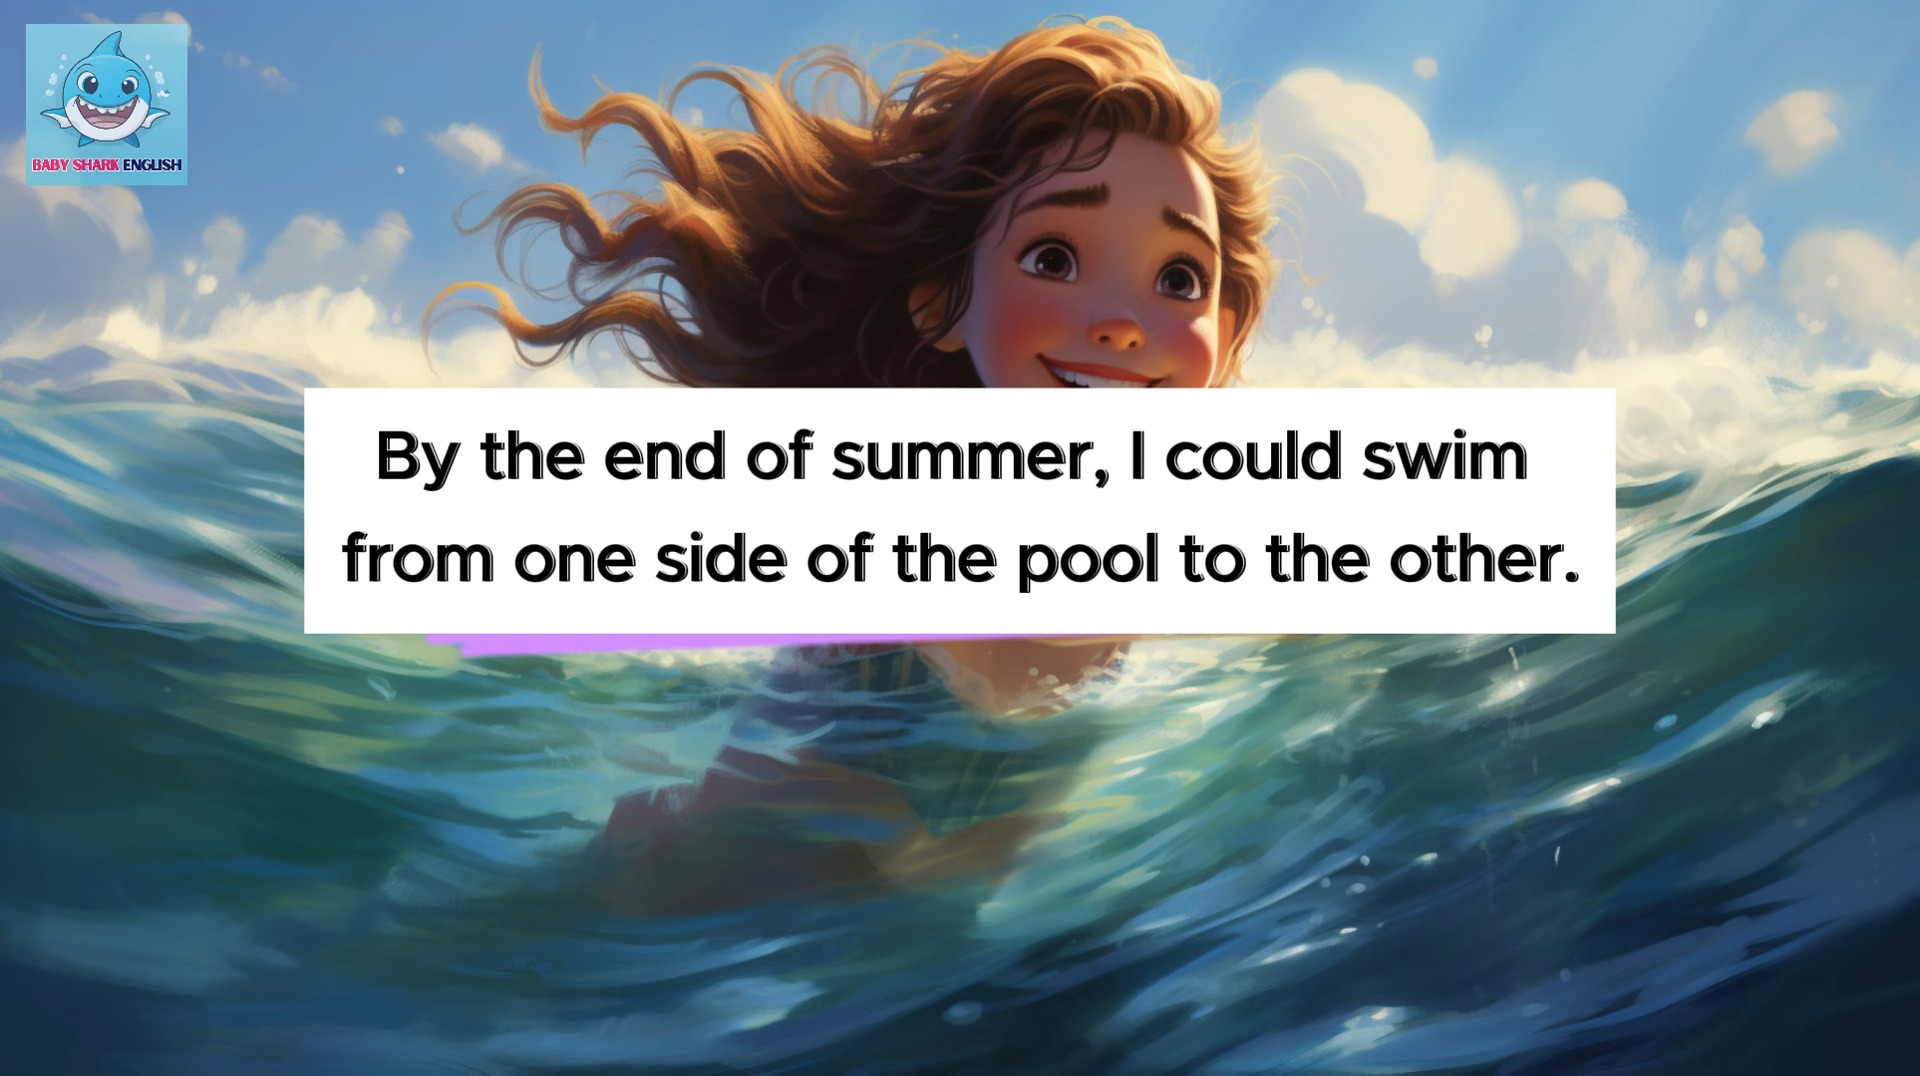 BABY SHARK ENGLISH
By the end of summer, I could swim
from one side of the pool to the other.